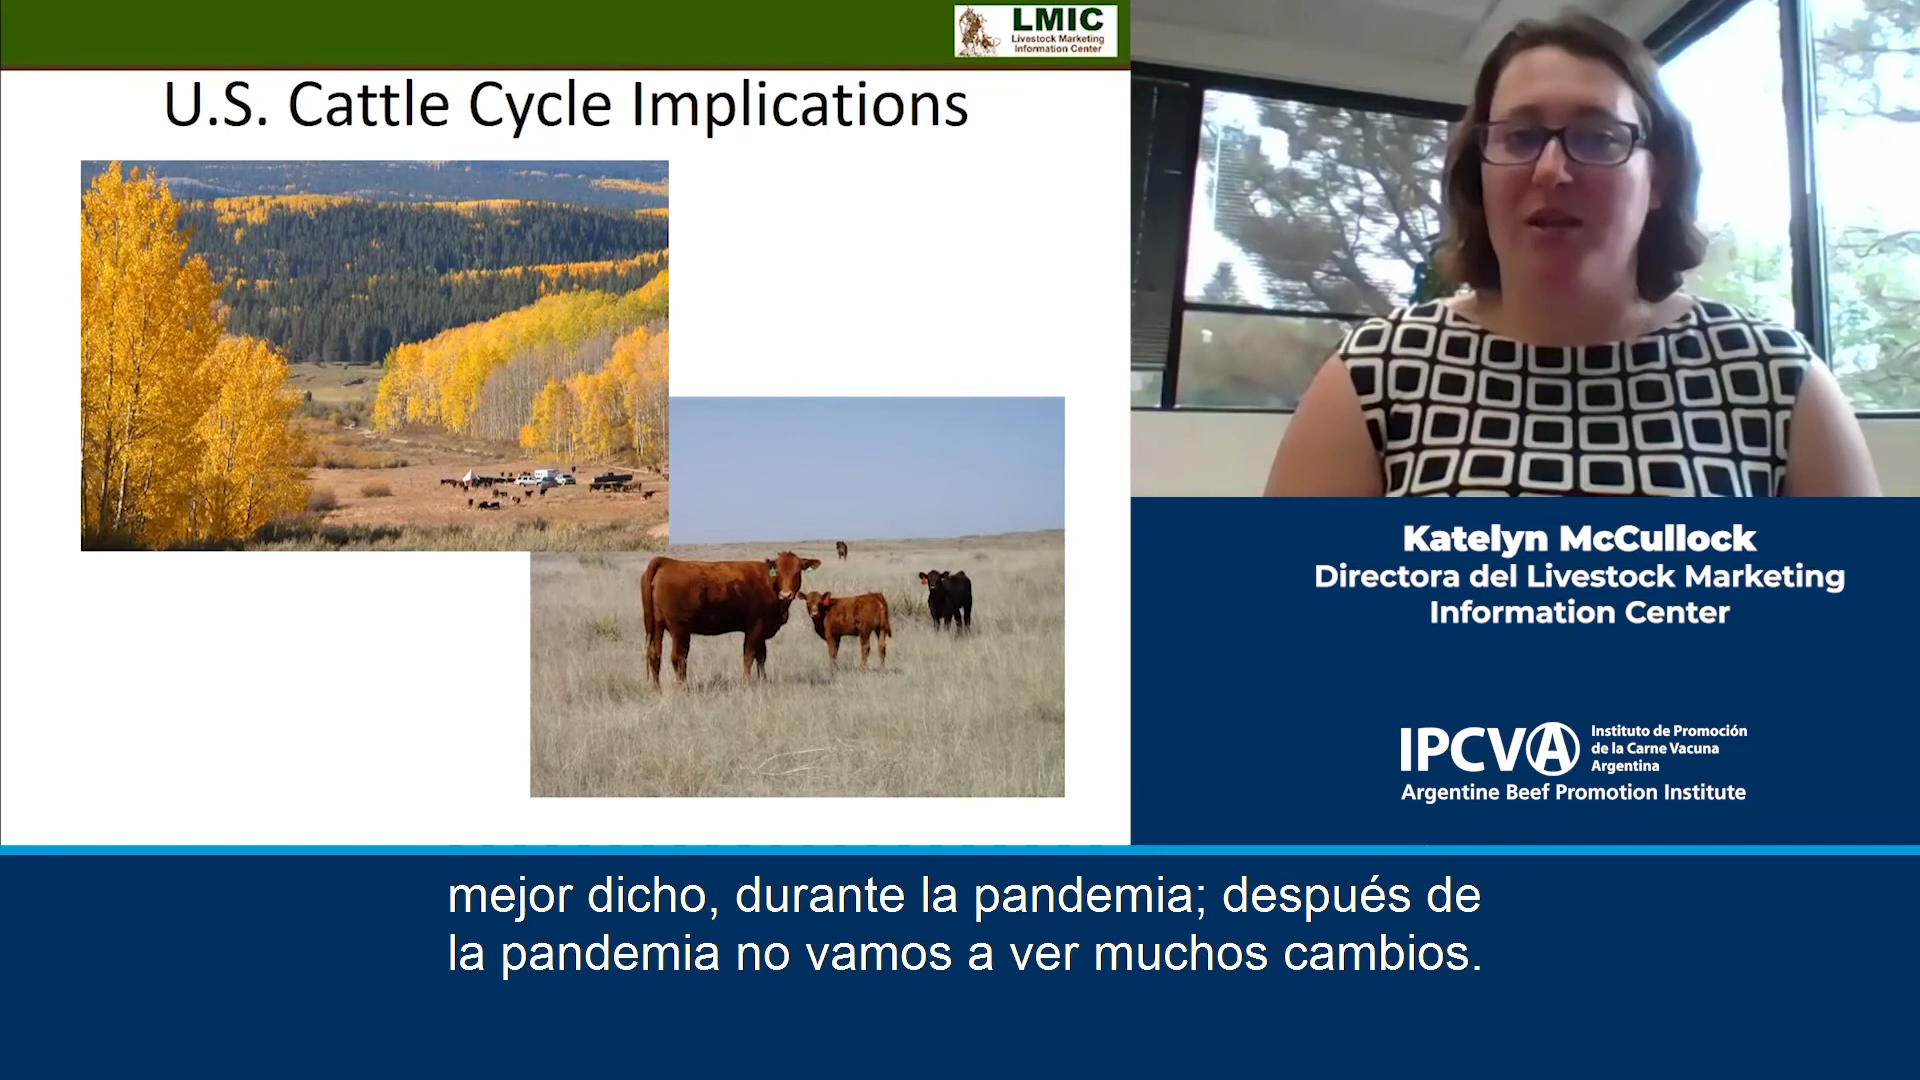 LMIC
Livestock Marketing
Information Center
U.S. Cattle Cycle Implications
Katelyn McCullock
Directora del Livestock Marketing
Information Center
IPCVA
Instituto de Promoción
de la Carne Vacuna
Argentina
Argentine Beef Promotion Institute
mejor dicho, durante la pandemia; después de
la pandemia no vamos a ver muchos cambios.